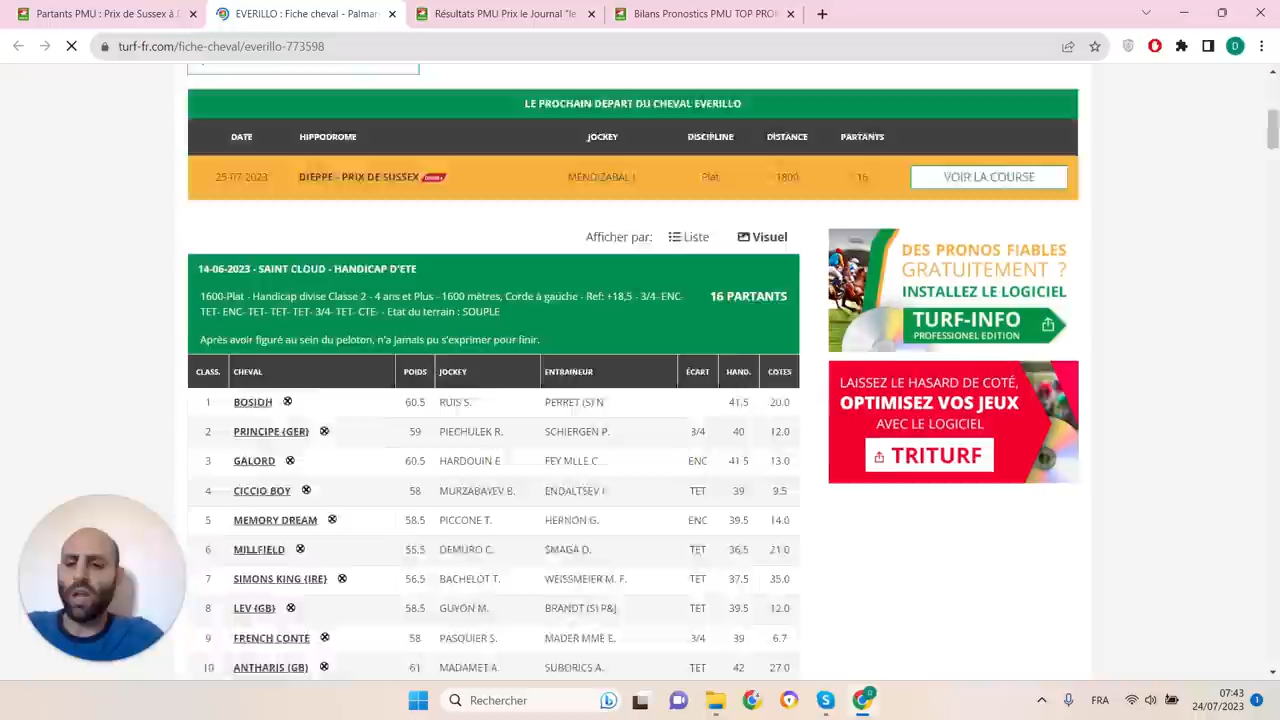 Partants PMU : Prix de Sussex à D
EVERILLO : Fiche cheval - Palmar
Résultats PMU Prix le Journal "le
Bilans Pronostics PMU TOP PRO
turf-fr.com/fiche-cheval/everillo-773598
D
LE PROCHAIN DEPART DU CHEVAL EVERILLO
DATE HIPPODROME JOCKEY DISCIPLINE DISTANCE PARTANTS
25-07-2023 DIEPPE - PRIX DE SUSSEX MENDIZABAL I. Plat 1800 16 VOIR LA COURSE
Afficher par: Liste Visuel
14-06-2023 - SAINT CLOUD - HANDICAP D'ETE
1600-Plat - Handicap divise Classe 2 - 4 ans et Plus - 1600 mètres, Corde à gauche - Ref: +18,5 - 3/4- ENC-
TET- ENC- TET- TET- TET- 3/4- TET- CTE- - Etat du terrain : SOUPLE
16 PARTANTS
Après avoir figuré au sein du peloton, n'a jamais pu s'exprimer pour finir.
CLASS. CHEVAL POIDS JOCKEY ENTRAINEUR ÉCART HAND. COTES
1 BOSIOH 60.5 RUIS S. PERRET (S) N 41.5 20.0
2 PRINCIPE (GER) 59 PIECHULEK R. SCHIERGEN P. 3/4 40 12.0
3 GALORD 60.5 HARDOUIN E FEY MLLE C. ENC 41.5 13.0
4 CICCIO BOY 58 MURZABAYEV B. ENDALTSEV I TET 39 9.5
5 MEMORY DREAM 58.5 PICCONE T. HERNON G. ENC 39.5 14.0
6 MILLFIELD 55.5 DEMURO C. SMAGA D. TET 36.5 21.0
7 SIMONS KING (IRE) 56.5 BACHELOT T. WEISSMEIER M. F. TET 37.5 35.0
8 LEV (GB) 58.5 GUYON M. BRANDT (S) P&J TET 39.5 12.0
9 FRENCH CONTE 58 PASQUIER S. MADER MME E. 3/4 39 6.7
10 ANTHARIS (GB) 61 MADAMET A. SUBORICS A. TET 42 27.0
DES PRONOS FIABLES
GRATUITEMENT ?
INSTALLEZ LE LOGICIEL
TURF-INFO
PROFESSIONEL EDITION
LAISSEZ LE HASARD DE COTÉ,
OPTIMISEZ VOS JEUX
AVEC LE LOGICIEL
TRITURF
Rechercher
FRA
07:43
24/07/2023